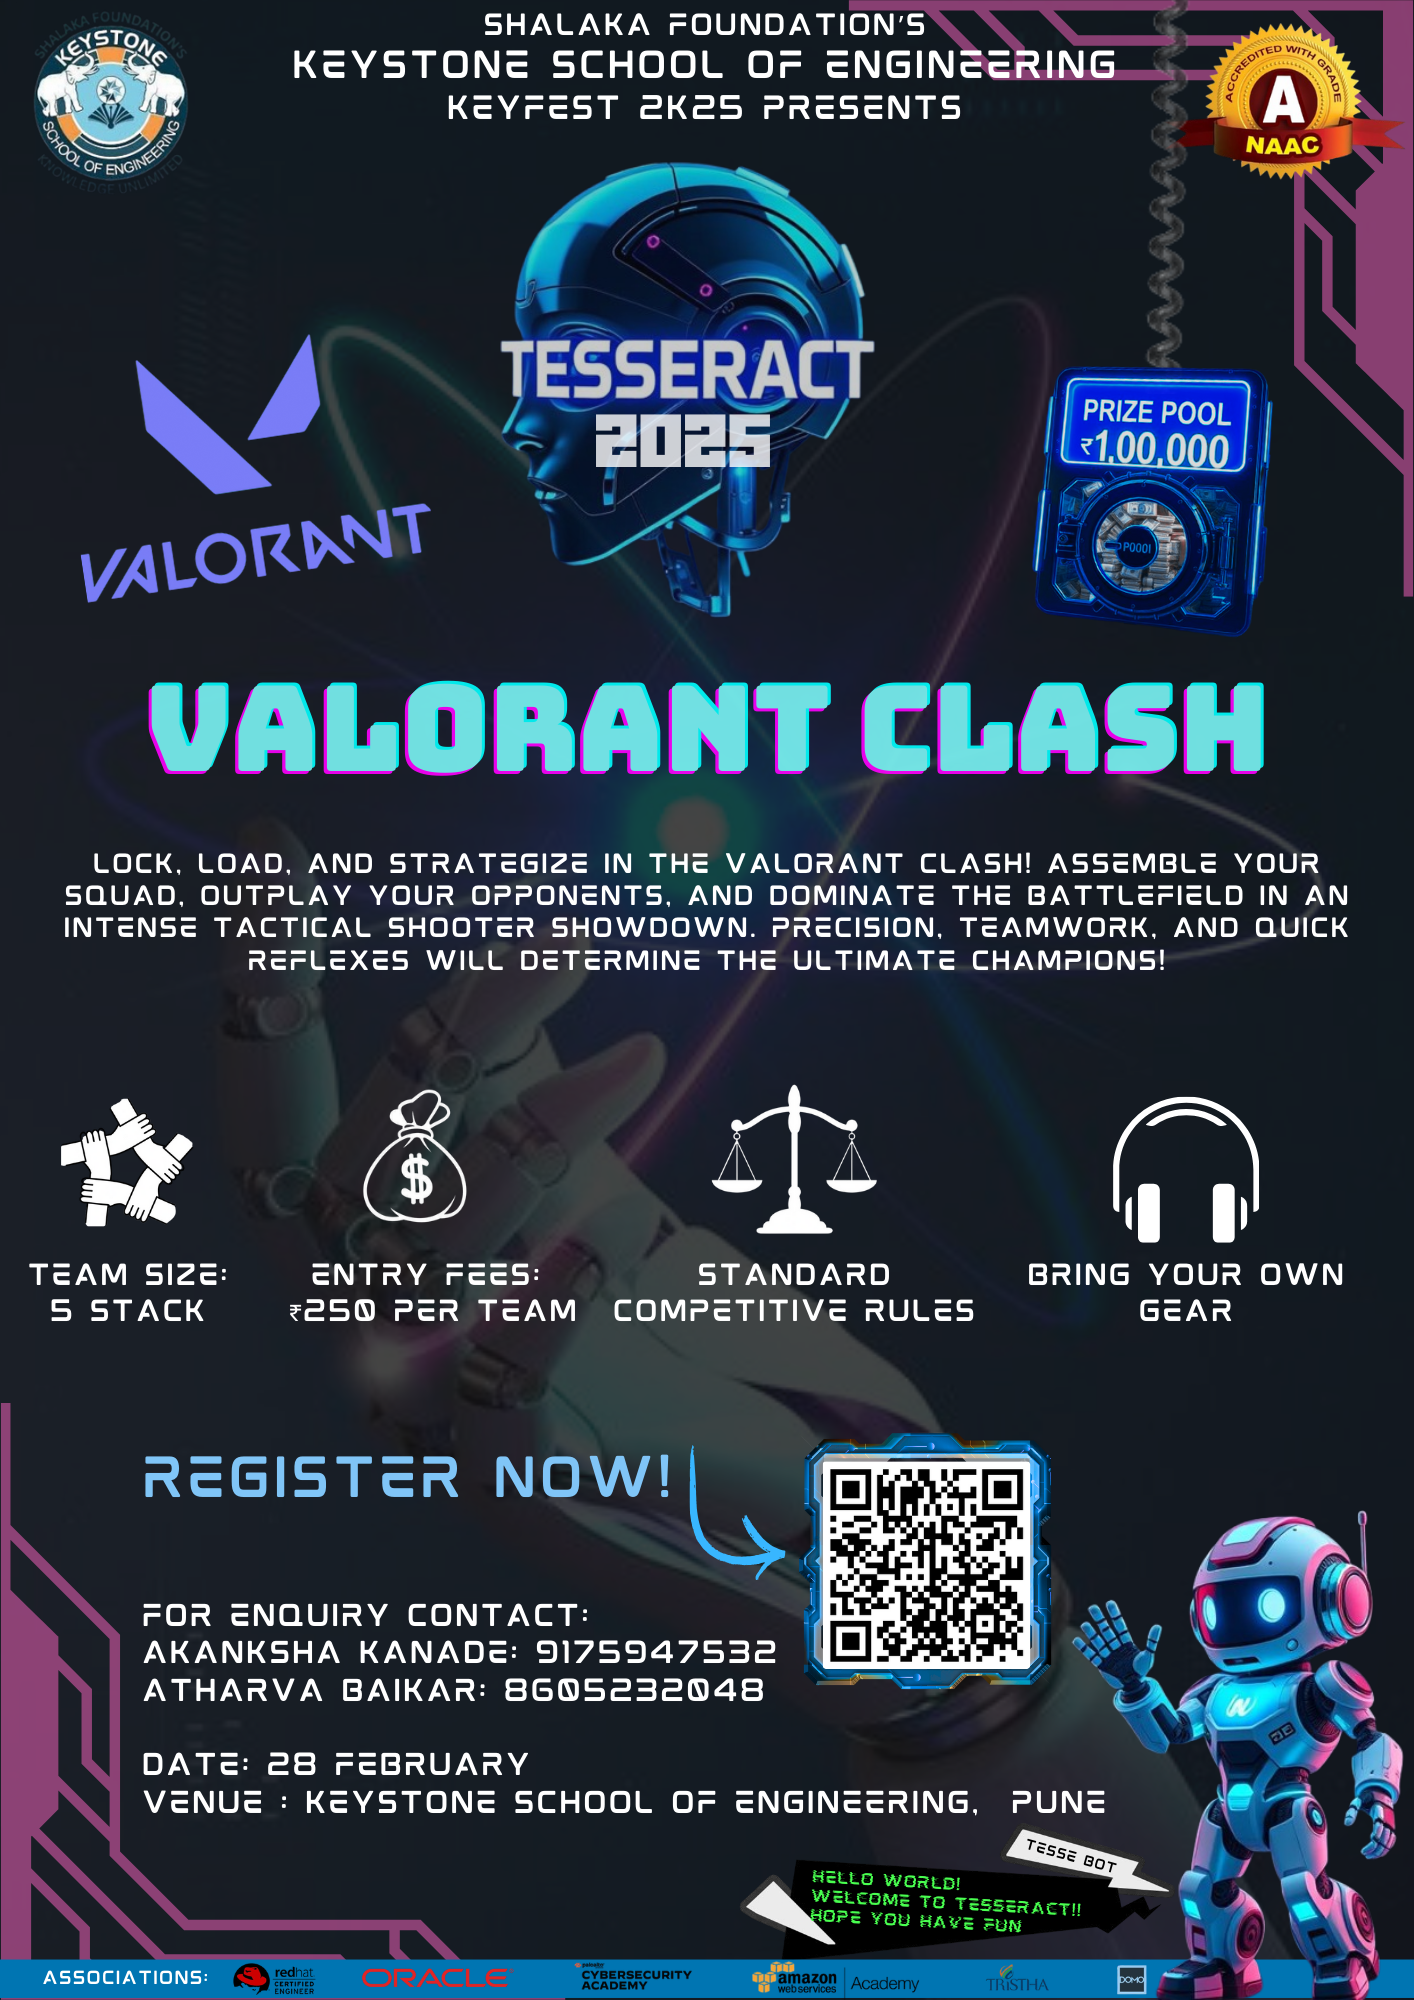 SHALAKA FOUNDATION'S
KEYSTONE SCHOOL OF ENGINEERING
KEYFEST 2K25 PRESENTS
SHALAKA FOUNDATION'S
KEYSTONE
SCHOOL OF ENGINEERING
KNOWLEDGE UNLIMITED
ACCREDITED WITH GRADE
A
NAAC
TESSERACT
2025
VALORANT
PRIZE POOL
₹1,00,000
VALORANT CLASH
LOCK, LOAD, AND STRATEGIZE IN THE VALORANT CLASH! ASSEMBLE YOUR
SQUAD, OUTPLAY YOUR OPPONENTS, AND DOMINATE THE BATTLEFIELD IN AN
INTENSE TACTICAL SHOOTER SHOWDOWN. PRECISION, TEAMWORK, AND QUICK
REFLEXES WILL DETERMINE THE ULTIMATE CHAMPIONS!
$
TEAM SIZE:
5 STACK
ENTRY FEES:
₹250 PER TEAM
STANDARD
COMPETITIVE RULES
BRING YOUR OWN
GEAR
REGISTER NOW!
FOR ENQUIRY CONTACT:
AKANKSHA KANADE: 9175947532
ATHARVA BAIKAR: 8605232048
DATE: 28 FEBRUARY
VENUE : KEYSTONE SCHOOL OF ENGINEERING, PUNE
TESSE BOT
HELLO WORLD!
WELCOME TO TESSERACT!!
HOPE YOU HAVE FUN
ASSOCIATIONS:
redhat
CERTIFIED
ENGINEER
ORACLE
CYBERSECURITY
ACADEMY
amazon
webservices
Academy
TRISTHA
DOMO